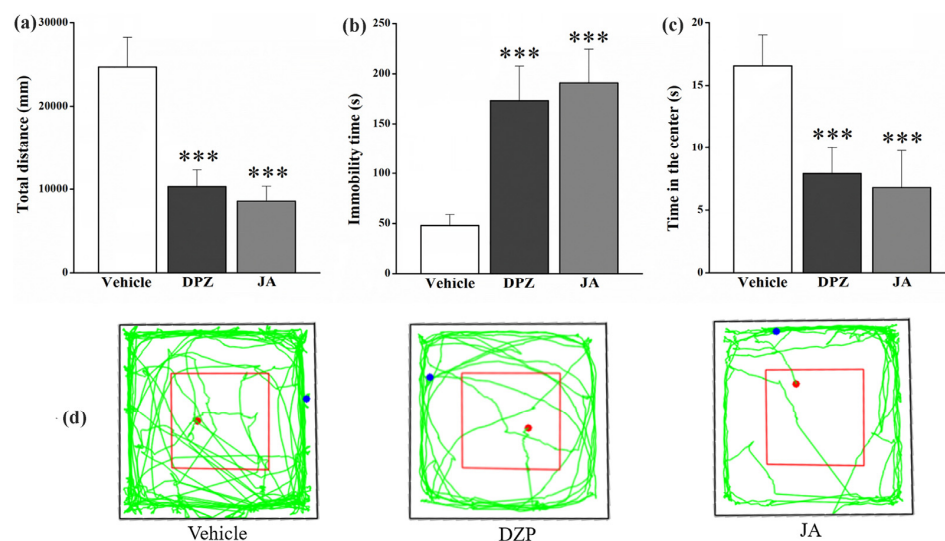 (a)
Total distance (mm)
30000
20000
10000
0
***
***
Vehicle
DPZ
JA
(b)
Immobility time (s)
250
200
150
100
50
0
***
***
Vehicle
DPZ
JA
(c)
Time in the center (s)
20
15
10
5
0
***
***
Vehicle
DPZ
JA
(d)
Vehicle
DZP
JA